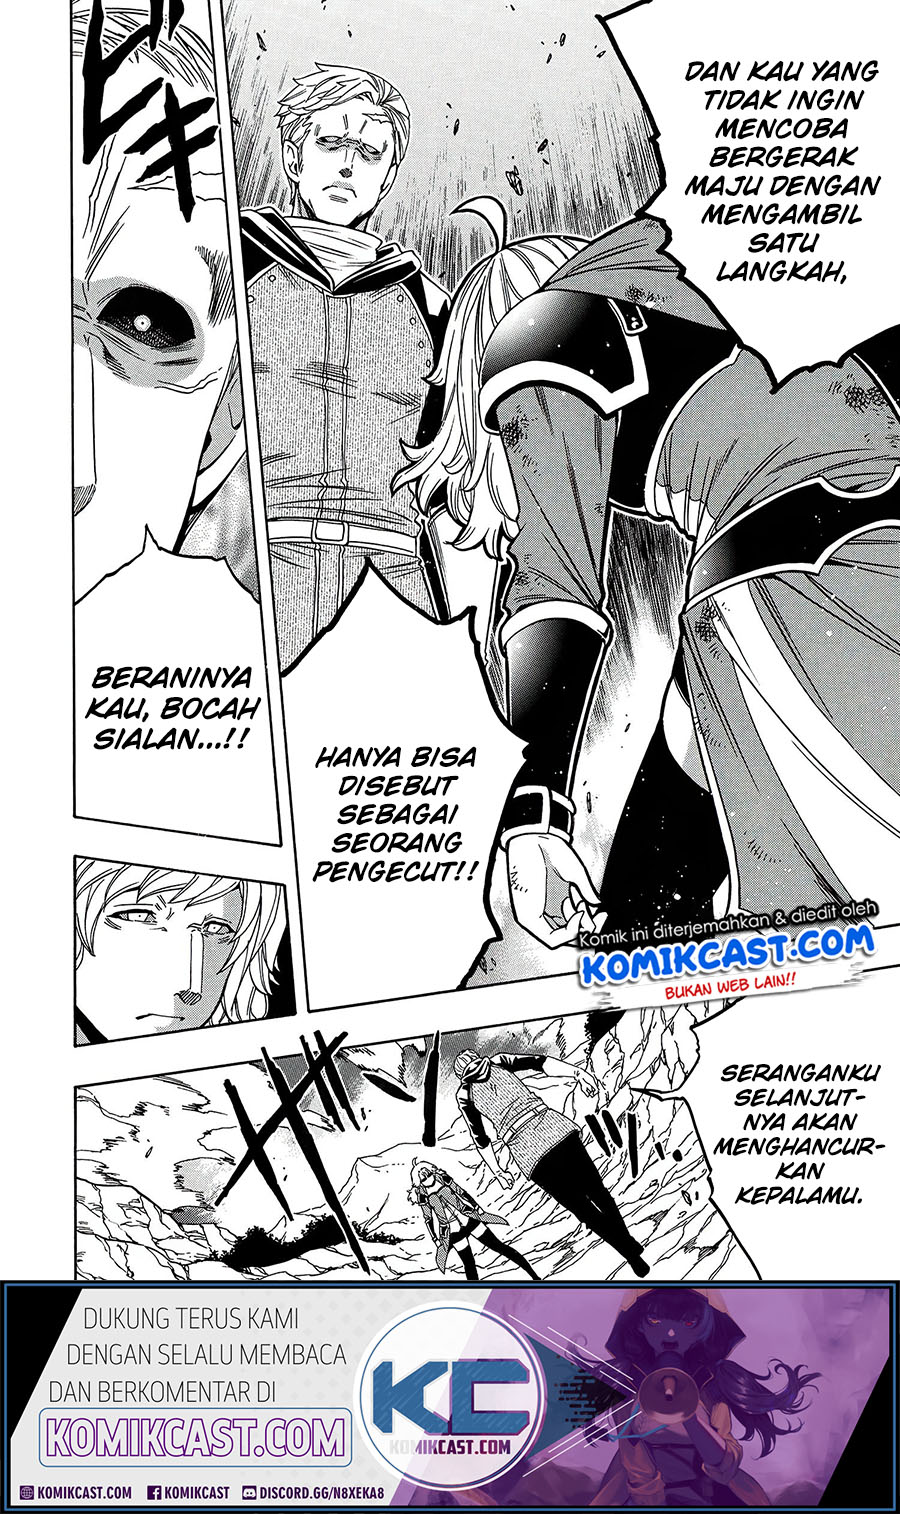 DAN KAU YANG
TIDAK INGIN
MENCOBA
BERGERAK
MAJU DENGAN
MENGAMBIL
SATU
LANGKAH,
HANYA BISA
DISEBUT
SEBAGAI
SEORANG
PENGECUT!!
ビキ
BERANINYA
KAU, BOCAH
SIALAN...!!
Komik ini diterjemahkan & diedit oleh
KOMIKCAST.COM
BUKAN WEB LAIN!!
SERANGANKU
SELANJUT-
NYA AKAN
MENGHANCUR-
KAN
KEPALAMU.
DUKUNG TERUS KAMI
DENGAN SELALU MEMBACA
DAN BERKOMENTAR DI
KOMIKCAST.COM
KC
KOMIKCAST.COM
KOMIKCAST.COM
KOMIKCAST
DISCORD.GG/N8XEKA8